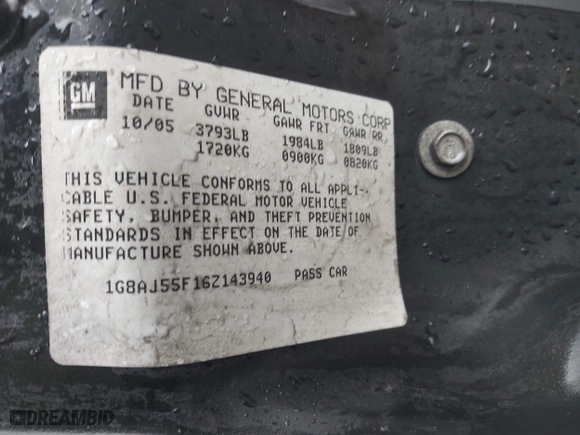 GM
MFD BY GENERAL MOTORS CORP
DATE GVWR GAWR FRT GAWR RR
10/05 3793LB 1984LB 1809LB
1720KG 0900KG 0820KG
THIS VEHICLE CONFORMS TO ALL APPLI-
CABLE U.S. FEDERAL MOTOR VEHICLE
SAFETY, BUMPER, AND THEFT PREVENTION
STANDARDS IN EFFECT ON THE DATE OF
MANUFACTURE SHOWN ABOVE.
1G8AJ55F16Z143940 PASS CAR
DREAMBID